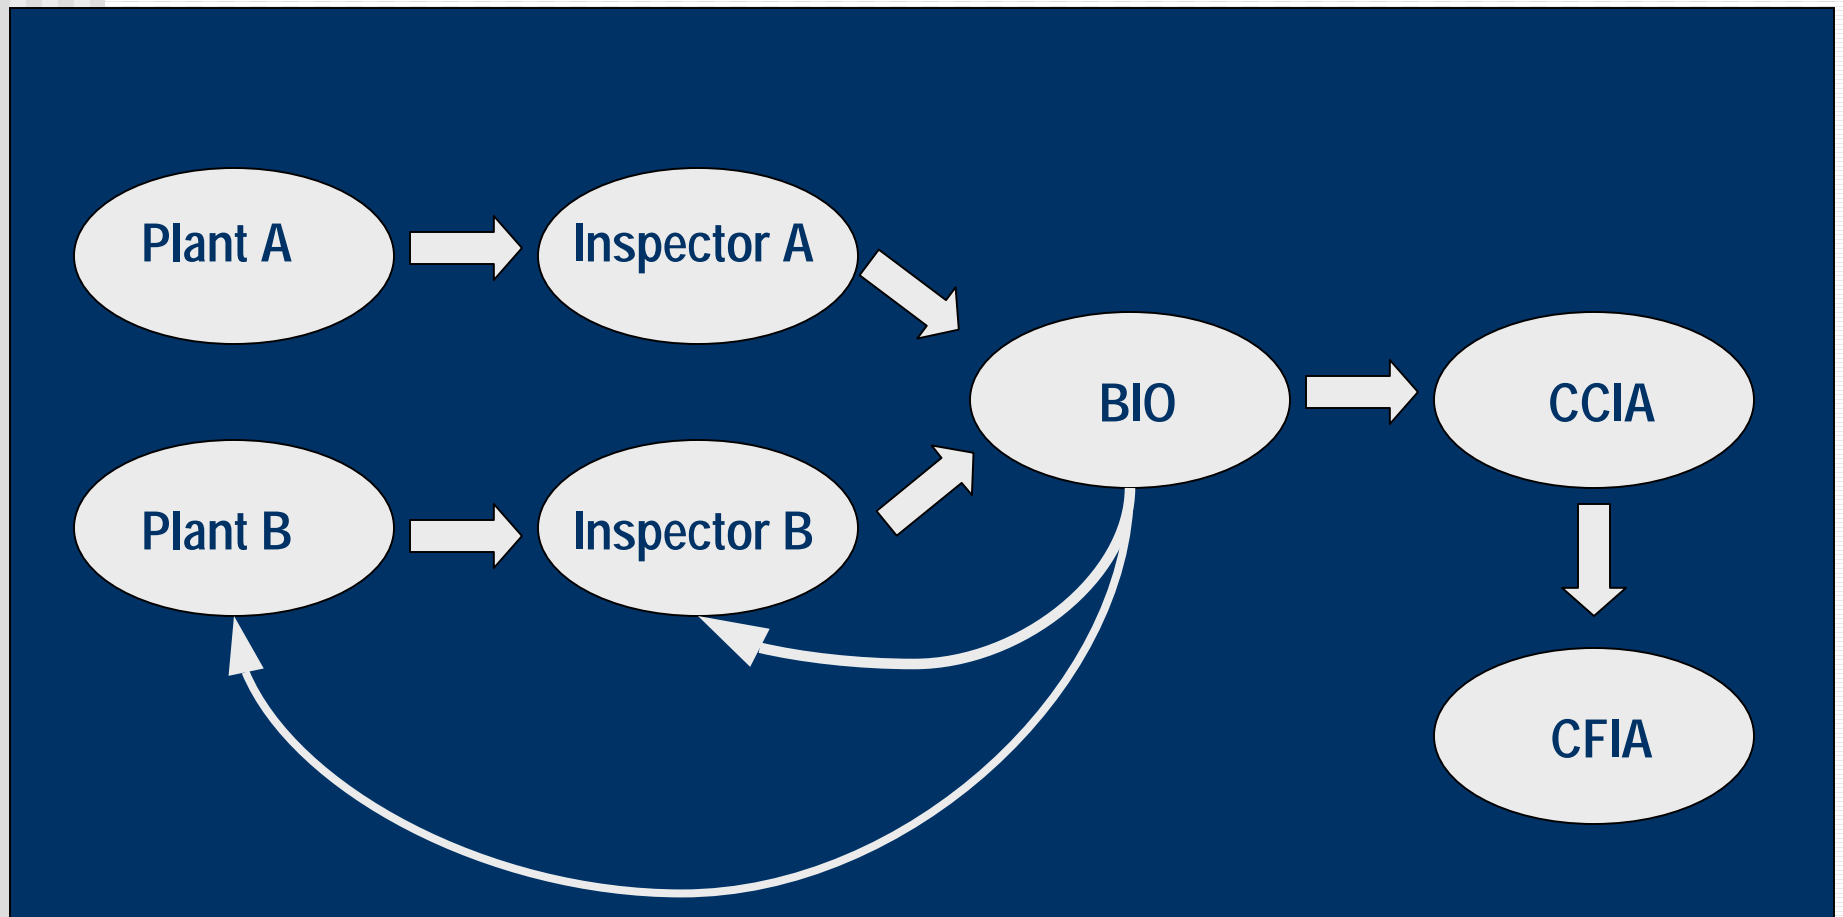 Plant A
Inspector A
BIO
CCIA
Plant B
Inspector B
CFIA